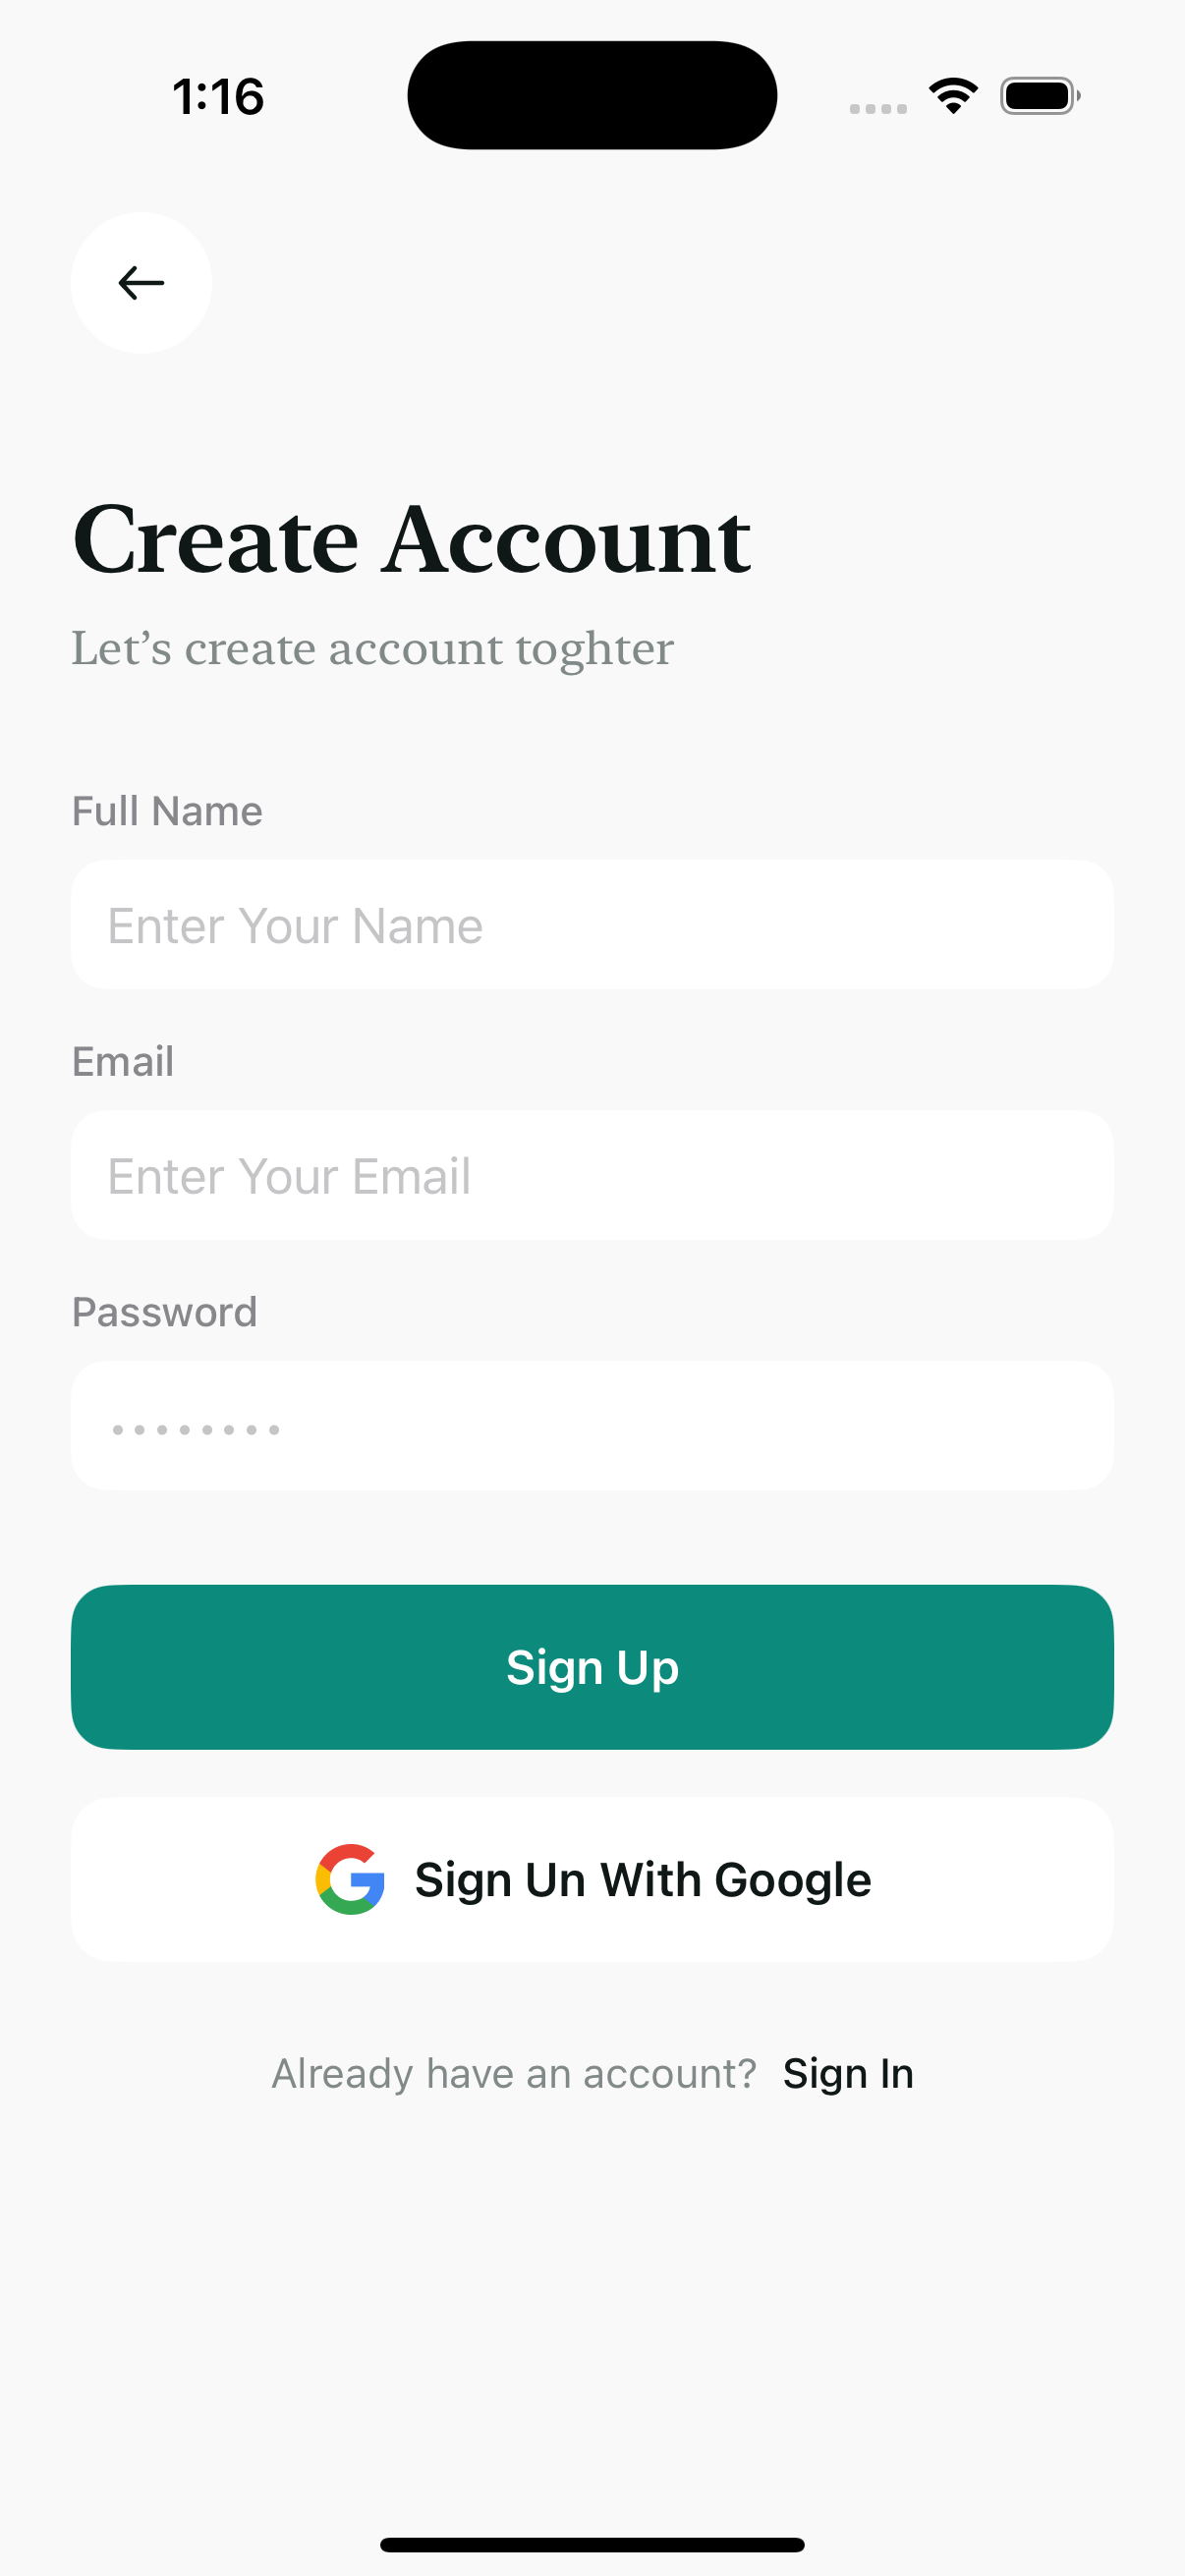 1:16
Create Account
Let’s create account toghter
Full Name
Enter Your Name
Email
Enter Your Email
Password
••••••••
Sign Up
Sign Un With Google
Already have an account? Sign In